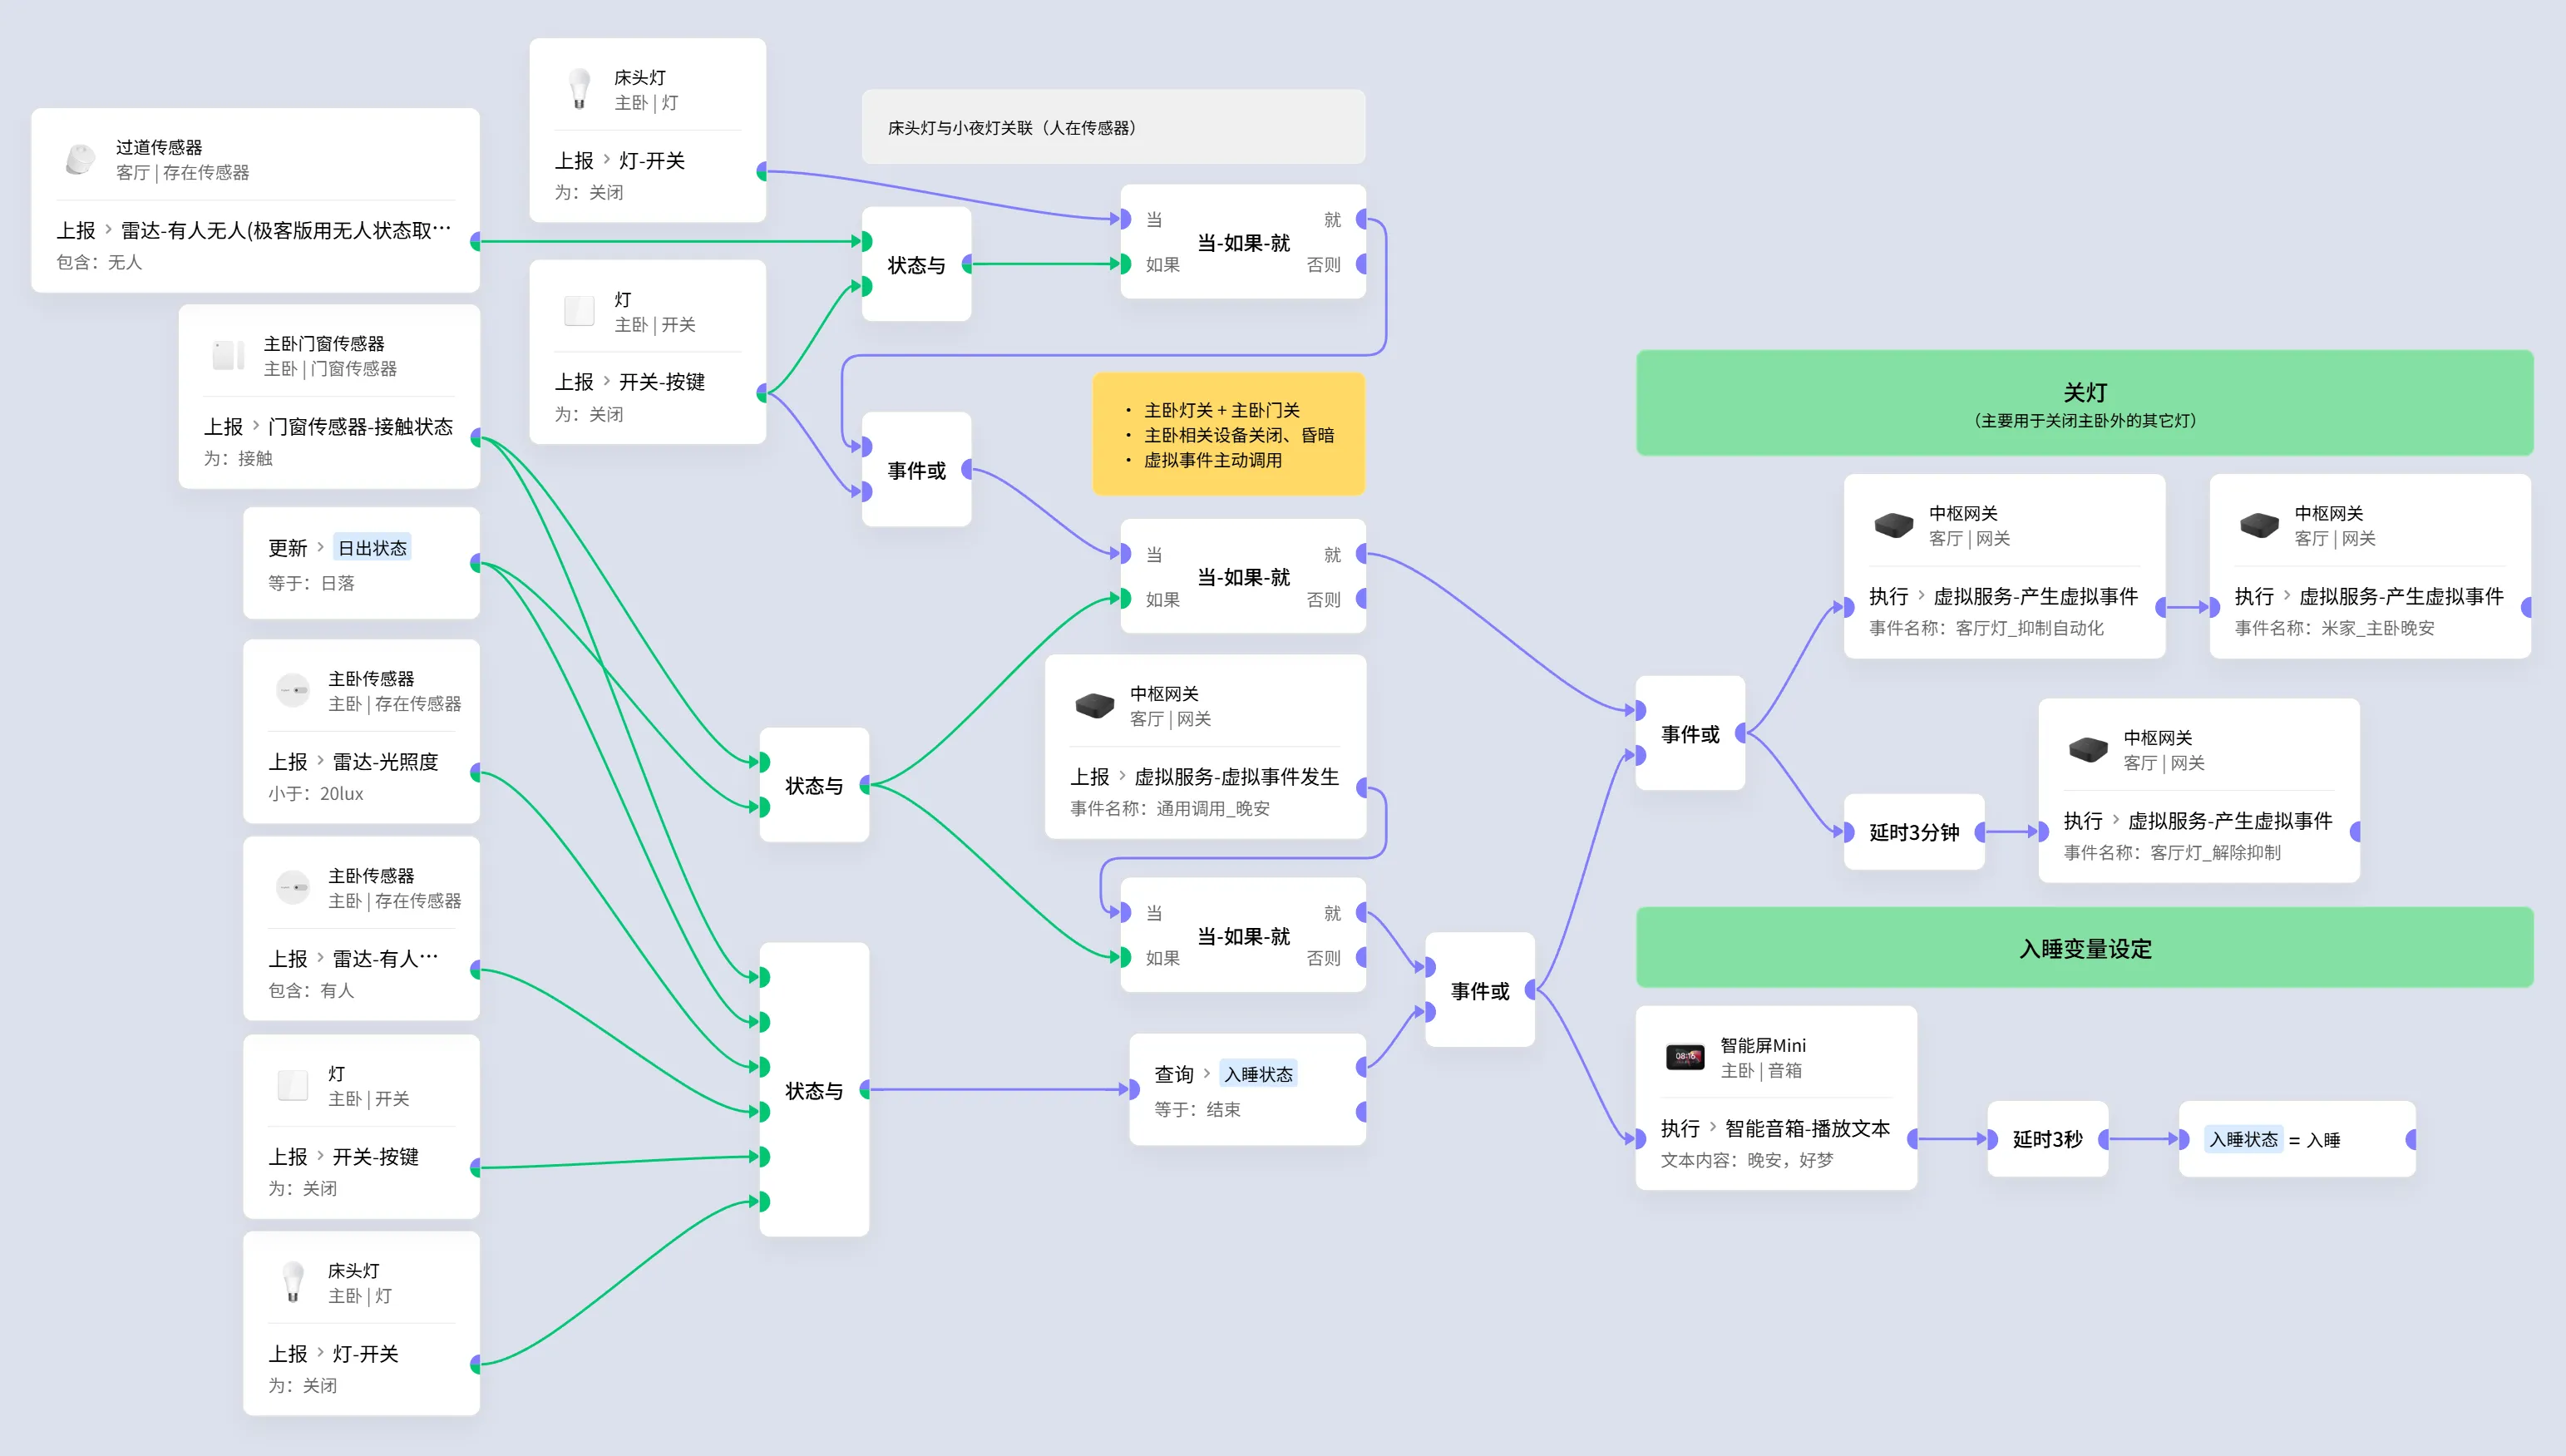 床头灯
主卧 | 灯
上报 > 灯-开关
为：关闭
床头灯与小夜灯关联（人在传感器）
过道传感器
客厅 | 存在传感器
上报 > 雷达-有人无人(极客版用无人状态取…
包含：无人
当
就
当-如果-就
如果
否则
状态与
灯
主卧 | 开关
上报 > 开关-按键
为：关闭
主卧门窗传感器
主卧 | 门窗传感器
上报 > 门窗传感器-接触状态
为：接触
• 主卧灯关 + 主卧门关
• 主卧相关设备关闭、昏暗
• 虚拟事件主动调用
事件或
关灯
（主要用于关闭主卧外的其它灯）
更新 > 日出状态
等于：日落
当
就
当-如果-就
如果
否则
中枢网关
客厅 | 网关
执行 > 虚拟服务-产生虚拟事件
事件名称：客厅灯_抑制自动化
中枢网关
客厅 | 网关
执行 > 虚拟服务-产生虚拟事件
事件名称：米家_主卧晚安
主卧传感器
主卧 | 存在传感器
上报 > 雷达-光照度
小于：20lux
中枢网关
客厅 | 网关
上报 > 虚拟服务-虚拟事件发生
事件名称：通用调用_晚安
状态与
事件或
中枢网关
客厅 | 网关
执行 > 虚拟服务-产生虚拟事件
事件名称：客厅灯_解除抑制
延时3分钟
主卧传感器
主卧 | 存在传感器
上报 > 雷达-有人…
包含：有人
当
就
当-如果-就
如果
否则
事件或
入睡变量设定
灯
主卧 | 开关
上报 > 开关-按键
为：关闭
状态与
查询 > 入睡状态
等于：结束
08:16
智能屏Mini
主卧 | 音箱
执行 > 智能音箱-播放文本
文本内容：晚安，好梦
延时3秒
入睡状态 = 入睡
床头灯
主卧 | 灯
上报 > 灯-开关
为：关闭